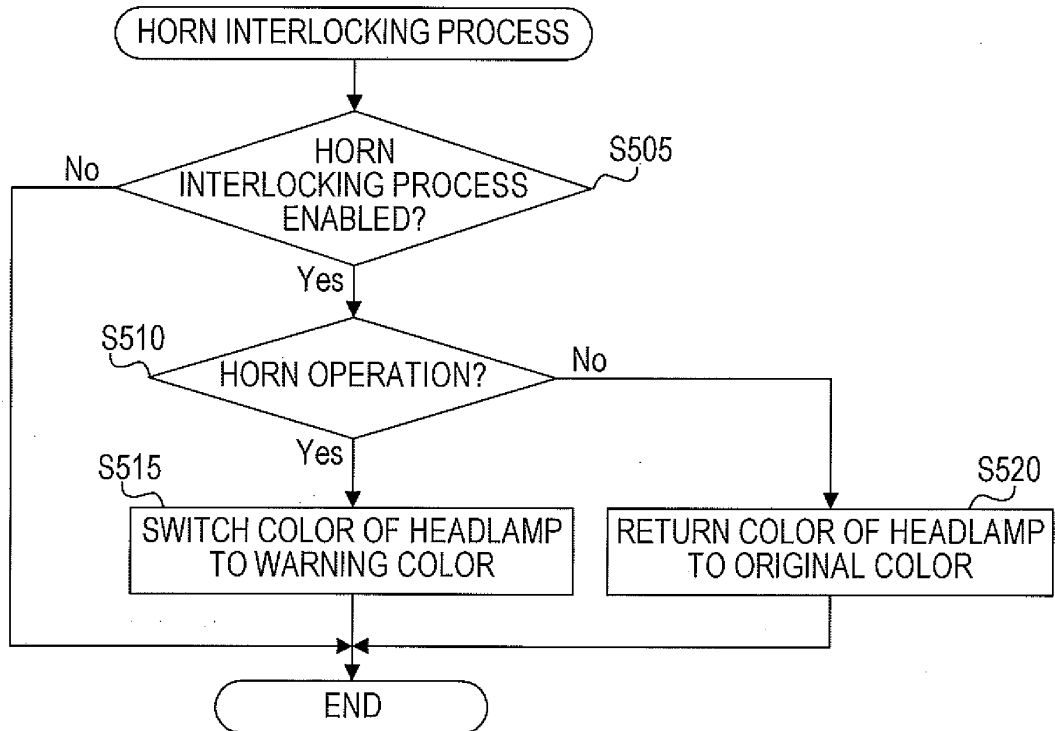 HORN INTERLOCKING PROCESS
HORN
INTERLOCKING PROCESS
ENABLED?
S505
No
Yes
S510
HORN OPERATION?
No
Yes
S515
SWITCH COLOR OF HEADLAMP
TO WARNING COLOR
S520
RETURN COLOR OF HEADLAMP
TO ORIGINAL COLOR
END